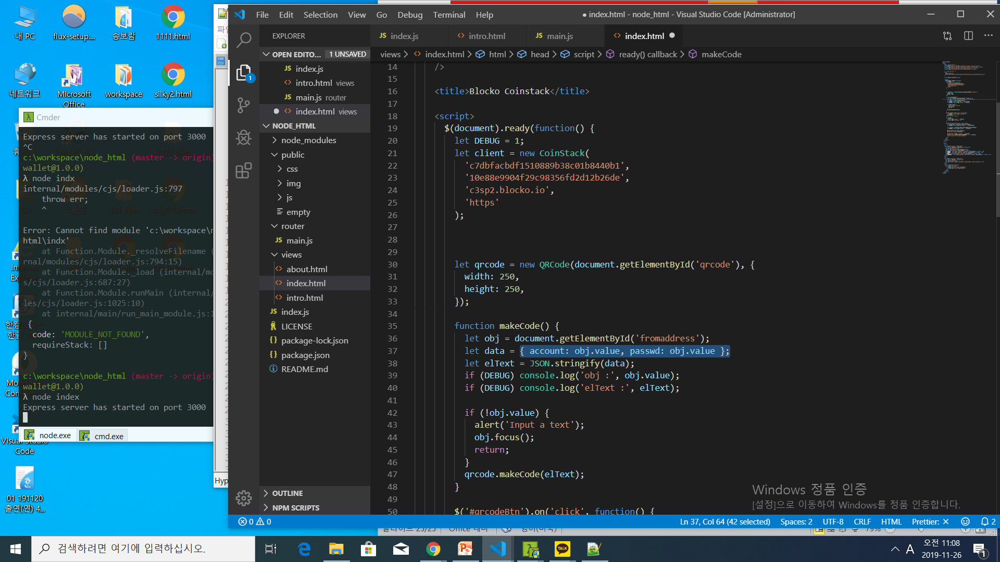 내 PC
flux-setup....
송보람
1111.html
네트워크
Microsoft
Office
workspace
silky2.html
Cmder
Express server has started on port 3000
^C
c:\workspace\node_html (master -> origin)
wallet@1.0.0)
λ node indx
internal/modules/cjs/loader.js:797
throw err;
^
Error: Cannot find module 'c:\workspace\n
html\indx'
at Function.Module._resolveFilename (
rnal/modules/cjs/loader.js:794:15)
at Function.Module._load (internal/mo
s/cjs/loader.js:687:27)
at Function.Module.runMain (internal/
les/cjs/loader.js:1025:10)
at internal/main/run_main_module.js:1
{
code: 'MODULE_NOT_FOUND',
requireStack: []
}
c:\workspace\node_html (master -> origin)
wallet@1.0.0)
λ node index
Express server has started on port 3000
node.exe
cmd.exe
Code
01 191120
출연(연) 4...
Hyp
File Edit Selection View Go Debug Terminal Help
● index.html - node_html - Visual Studio Code [Administrator]
EXPLORER
OPEN EDITO... 1 UNSAVED
JS index.js
<> intro.html views
JS main.js router
● <> index.html views
NODE_HTML
node_modules
public
css
img
js
empty
router
JS main.js
views
<> about.html
<> index.html
<> intro.html
JS index.js
LICENSE
{} package-lock.json
{} package.json
README.md
OUTLINE
NPM SCRIPTS
JS index.js
<> intro.html
JS main.js
<> index.html ●
views > <> index.html > html > head > script > ready() callback > makeCode
14 />
15
16 <title>Blocko Coinstack</title>
17
18 <script>
19 $(document).ready(function() {
20 let DEBUG = 1;
21 let client = new CoinStack(
22 'c7dbfacbdf1510889b38c01b8440b1',
23 '10e88e9904f29c98356fd2d12b26de',
24 'c3sp2.blocko.io',
25 'https'
26 );
27
28
29
30 let qrcode = new QRCode(document.getElementById('qrcode'), {
31 width: 250,
32 height: 250,
33 });
34
35 function makeCode() {
36 let obj = document.getElementById('fromaddress');
37 let data = { account: obj.value, passwd: obj.value };
38 let elText = JSON.stringify(data);
39 if (DEBUG) console.log('obj :', obj.value);
40 if (DEBUG) console.log('elText :', elText);
41
42 if (!obj.value) {
43 alert('Input a text');
44 obj.focus();
45 return;
46 }
47 qrcode.makeCode(elText);
48 }
49
50 $('#qrcodeBtn').on('click', function() {
Windows 정품 인증
[설정]으로 이동하여 Windows를 정품 인증합니다.
0 0
Ln 37, Col 64 (42 selected) Spaces: 2 UTF-8 CRLF HTML Prettier: × 2
79%
검색하려면 여기에 입력하십시오.
TALK
A
오전 11:08
2019-11-26
1